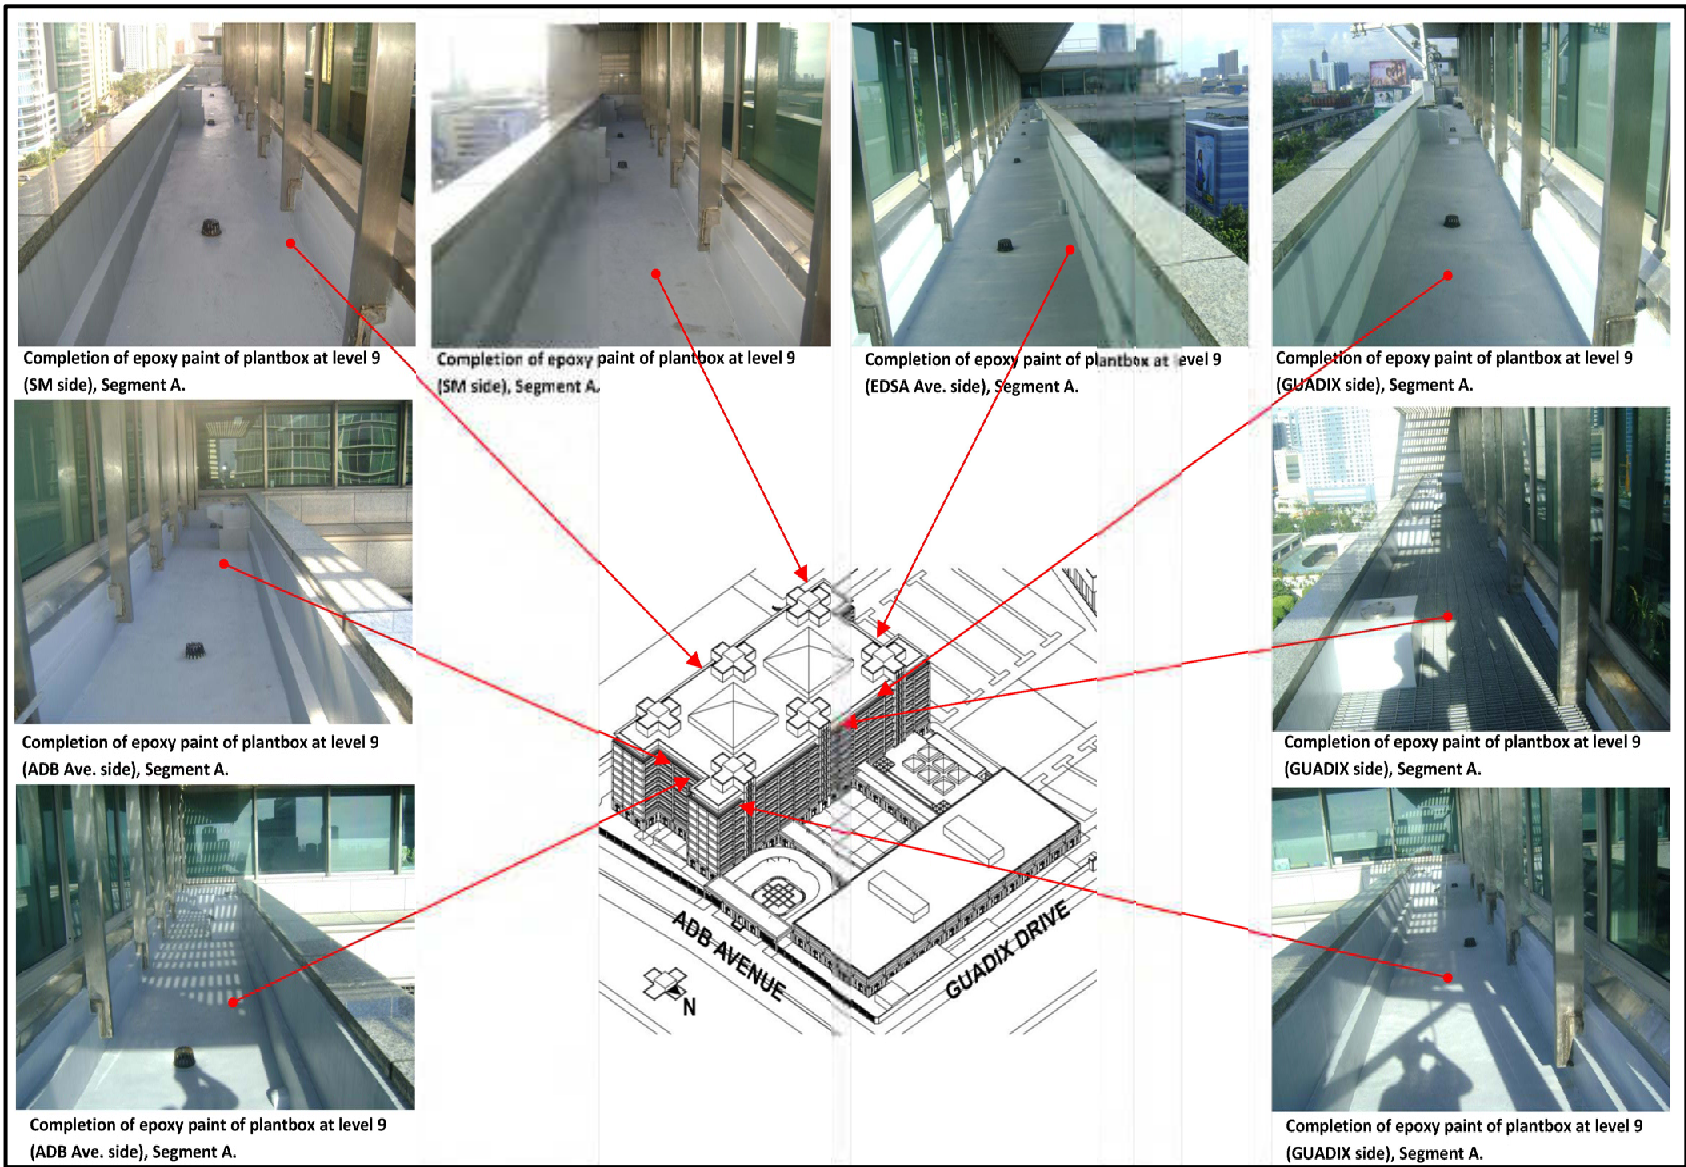 Completion of epoxy paint of plantbox at level 9
(SM side), Segment A.
Completion of epoxy paint of plantbox at level 9
(SM side), Segment A.
Completion of epoxy paint of plantbox at level 9
(EDSA Ave. side), Segment A.
Completion of epoxy paint of plantbox at level 9
(GUADIX side), Segment A.
Completion of epoxy paint of plantbox at level 9
(ADB Ave. side), Segment A.
Completion of epoxy paint of plantbox at level 9
(GUADIX side), Segment A.
ADB AVENUE
GUADIX DRIVE
N
Completion of epoxy paint of plantbox at level 9
(ADB Ave. side), Segment A.
Completion of epoxy paint of plantbox at level 9
(GUADIX side), Segment A.